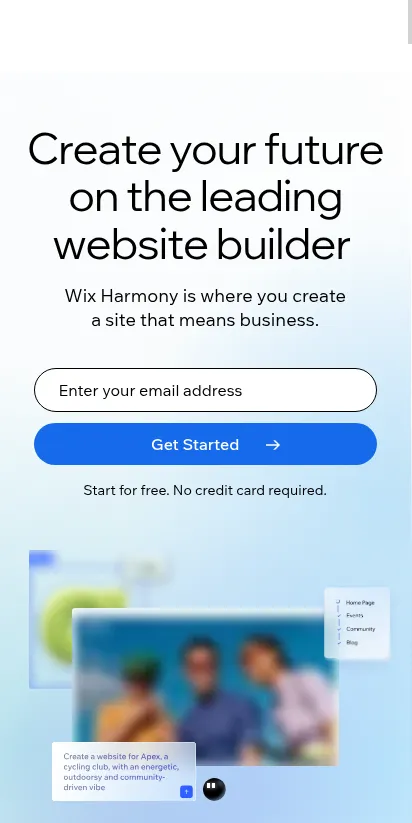 Create your future
on the leading
website builder
Wix Harmony is where you create
a site that means business.
Enter your email address
Get Started →
Start for free. No credit card required.
Home Page
Events
Community
Blog
Create a website for Apex, a
cycling club, with an energetic,
outdoorsy and community-
driven vibe